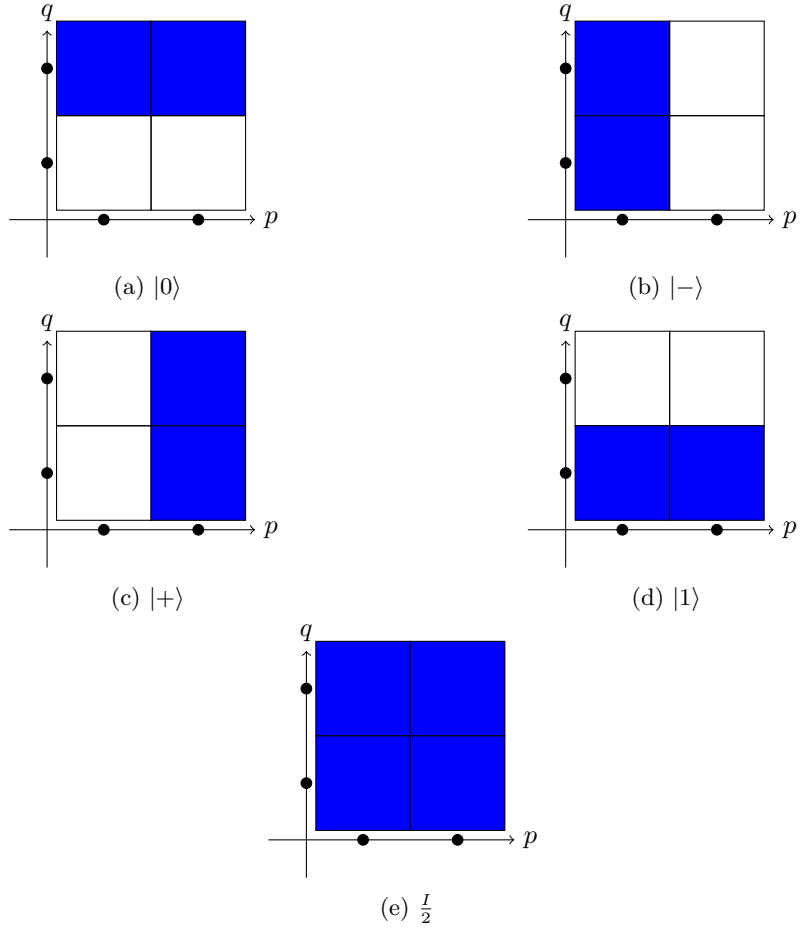 q q
p p
(a) |0⟩ (b) |−⟩
q q
p p
(c) |+⟩ (d) |1⟩
q
p
(e) I/2